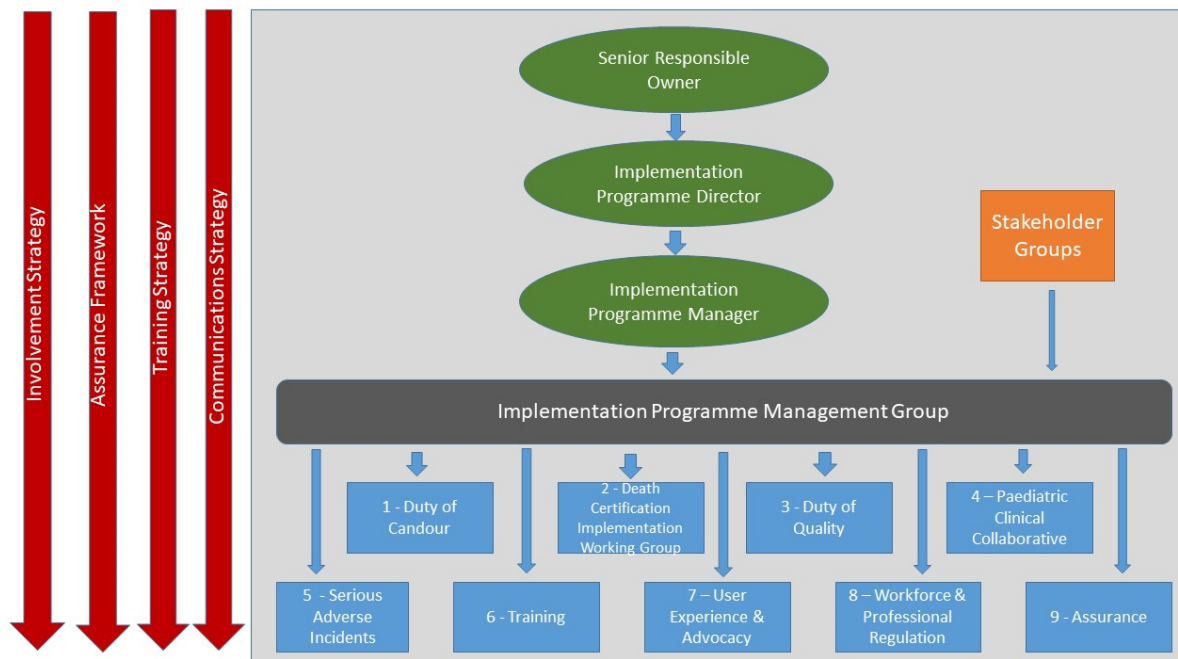 Involvement Strategy
Assurance Framework
Training Strategy
Communications Strategy
Senior Responsible
Owner
Implementation
Programme Director
Implementation
Programme Manager
Stakeholder
Groups
Implementation Programme Management Group
1 - Duty of
Candour
2 - Death
Certification
Implementation
Working Group
3 - Duty of
Quality
4 – Paediatric
Clinical
Collaborative
5 - Serious
Adverse
Incidents
6 - Training
7 – User
Experience &
Advocacy
8 – Workforce &
Professional
Regulation
9 - Assurance